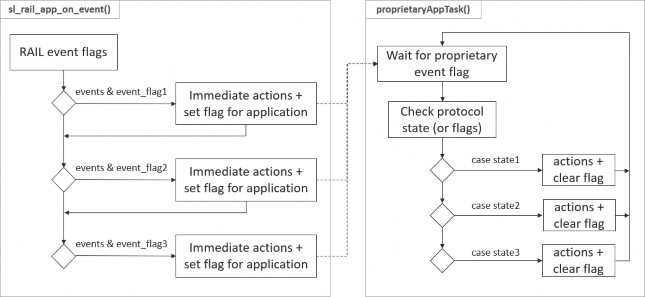 sl_rail_app_on_event()
RAIL event flags
events & event_flag1
Immediate actions +
set flag for application
events & event_flag2
Immediate actions +
set flag for application
events & event_flag3
Immediate actions +
set flag for application
proprietaryAppTask()
Wait for proprietary
event flag
Check protocol
state (or flags)
case state1
actions +
clear flag
case state2
actions +
clear flag
case state3
actions +
clear flag